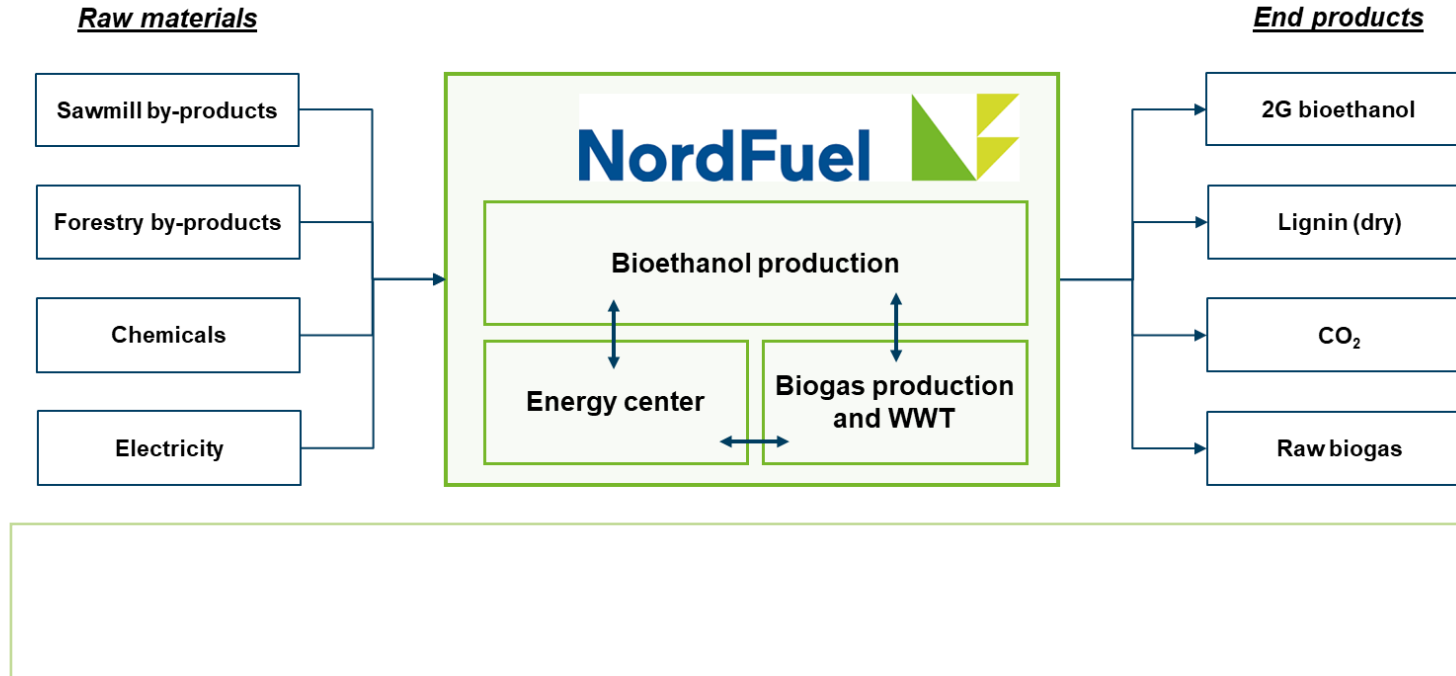 Raw materials
End products
Sawmill by-products
Forestry by-products
Chemicals
Electricity
NordFuel
Bioethanol production
Energy center
Biogas production
and WWT
2G bioethanol
Lignin (dry)
CO₂
Raw biogas